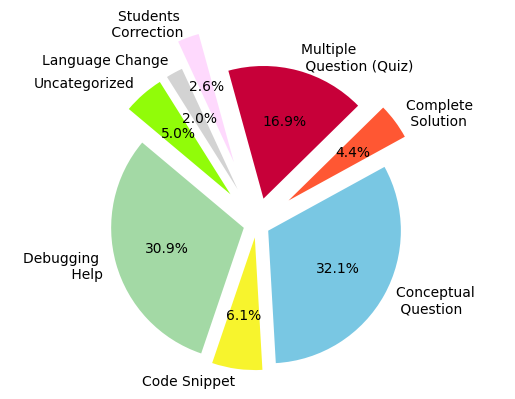 Students
Correction
Language Change
Uncategorized
Multiple
Question (Quiz)
Complete
Solution
2.6%
2.0%
5.0%
16.9%
4.4%
Debugging
Help
30.9%
32.1%
Conceptual
Question
6.1%
Code Snippet